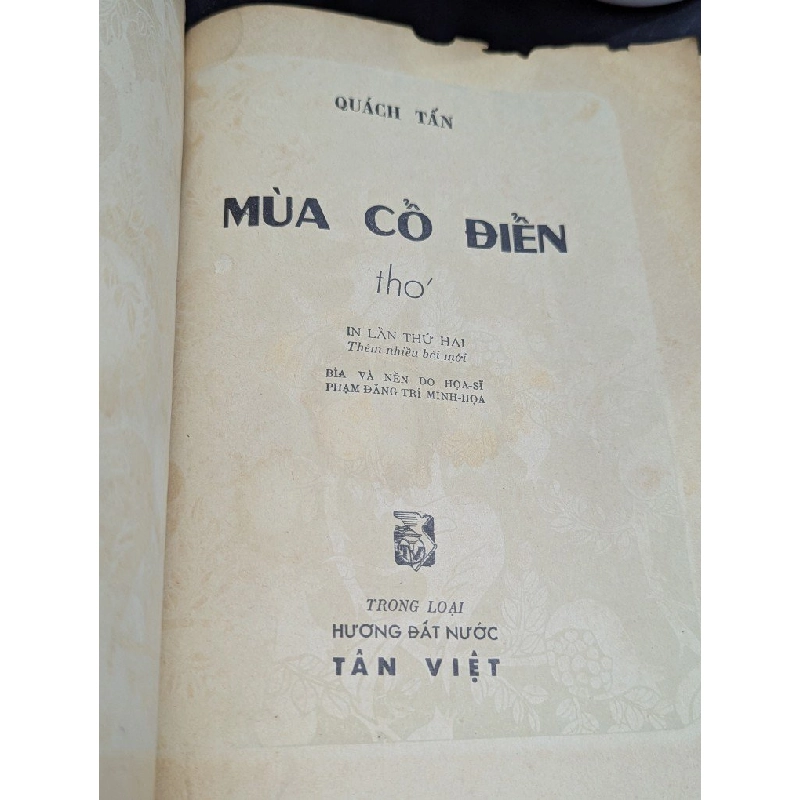 QUÁCH TẤN
MÙA CỔ ĐIỂN
thơ
IN LẦN THỨ HAI
Thêm nhiều bài mới
BÌA VÀ NỀN DO HỌA-SĨ
PHẠM ĐĂNG TRÍ MINH-HỌA
TV
TRONG LOẠI
HƯƠNG ĐẤT NƯỚC
TÂN VIỆT